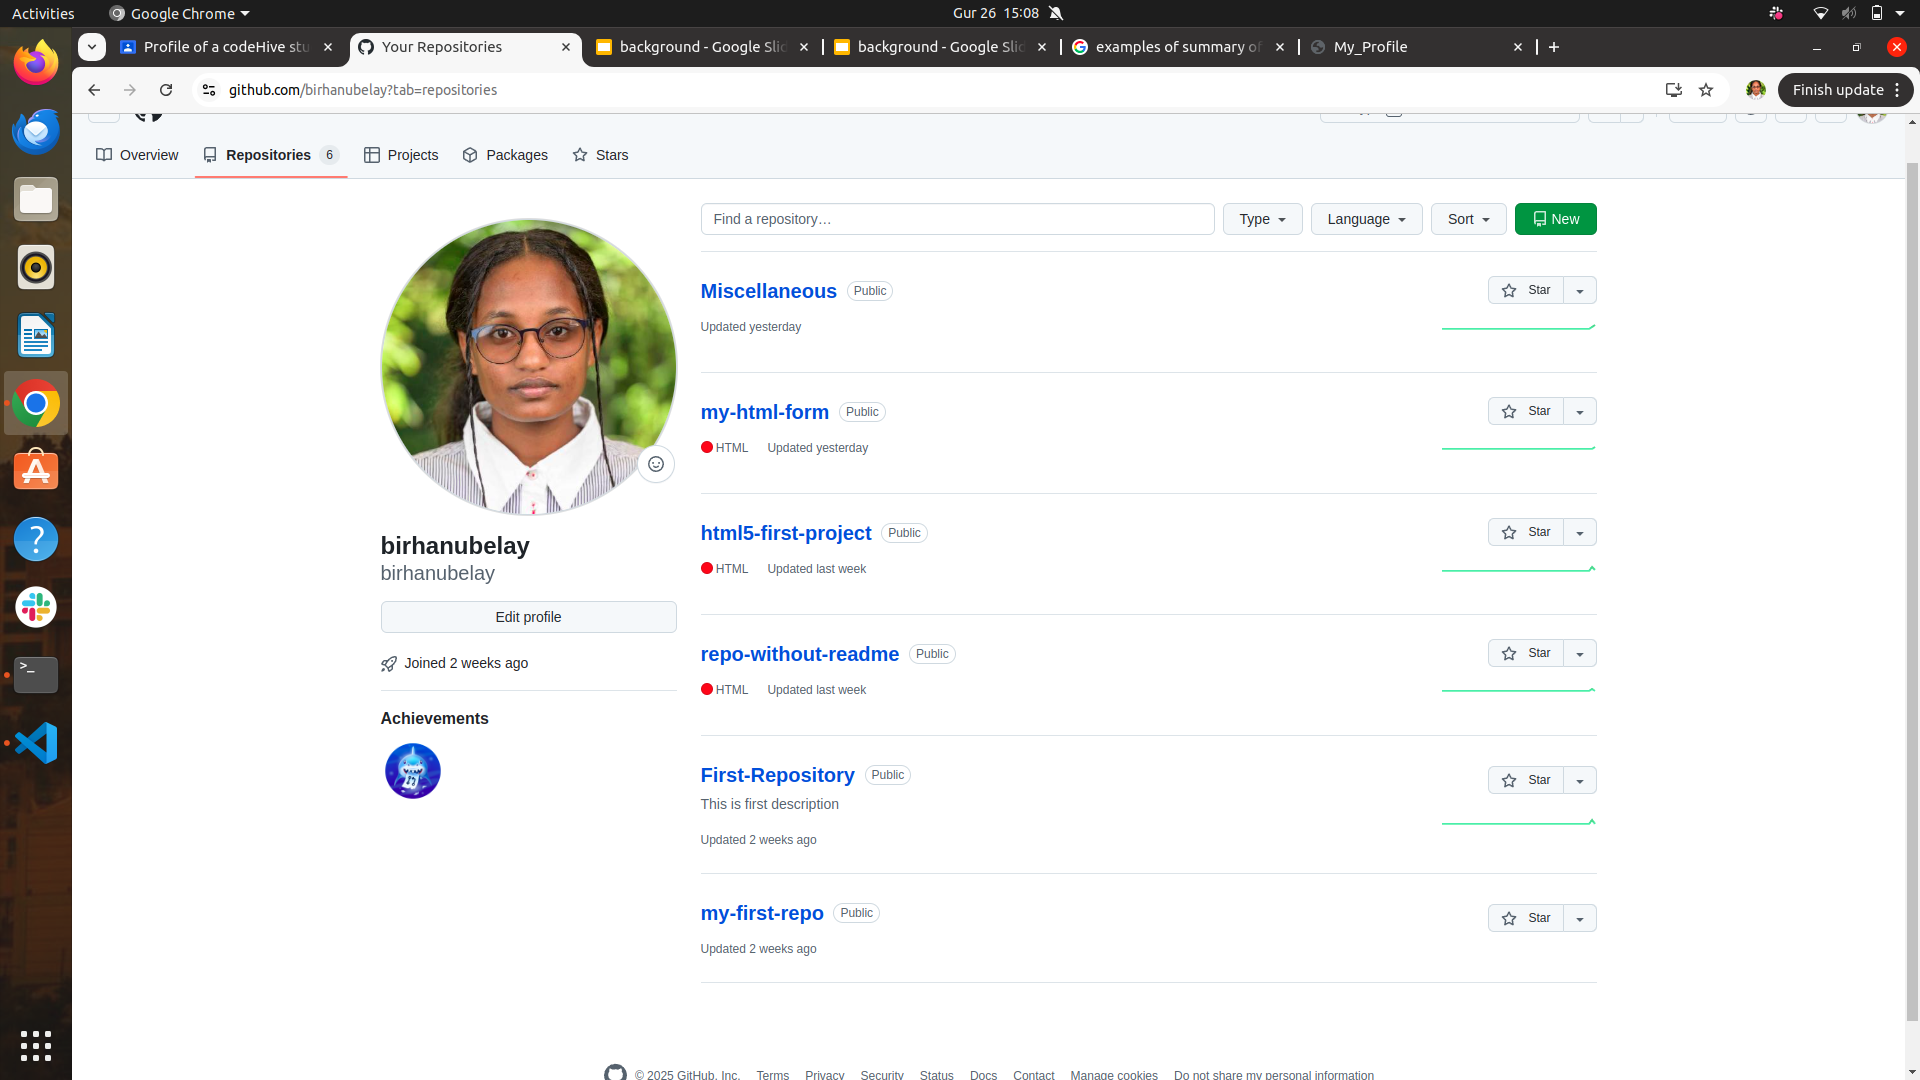 Activities
Google Chrome
Gur 26 15:08
Profile of a codeHive stu
Your Repositories
background - Google Slid
background - Google Slid
examples of summary of
My_Profile
github.com/birhanubelay?tab=repositories
Finish update
Overview
Repositories 6
Projects
Packages
Stars
Find a repository…
Type
Language
Sort
New
Miscellaneous Public
Star
Updated yesterday
my-html-form Public
Star
HTML Updated yesterday
html5-first-project Public
Star
HTML Updated last week
repo-without-readme Public
Star
HTML Updated last week
First-Repository Public
Star
This is first description
Updated 2 weeks ago
my-first-repo Public
Star
Updated 2 weeks ago
birhanubelay
birhanubelay
Edit profile
Joined 2 weeks ago
Achievements
© 2025 GitHub, Inc. Terms Privacy Security Status Docs Contact Manage cookies Do not share my personal information